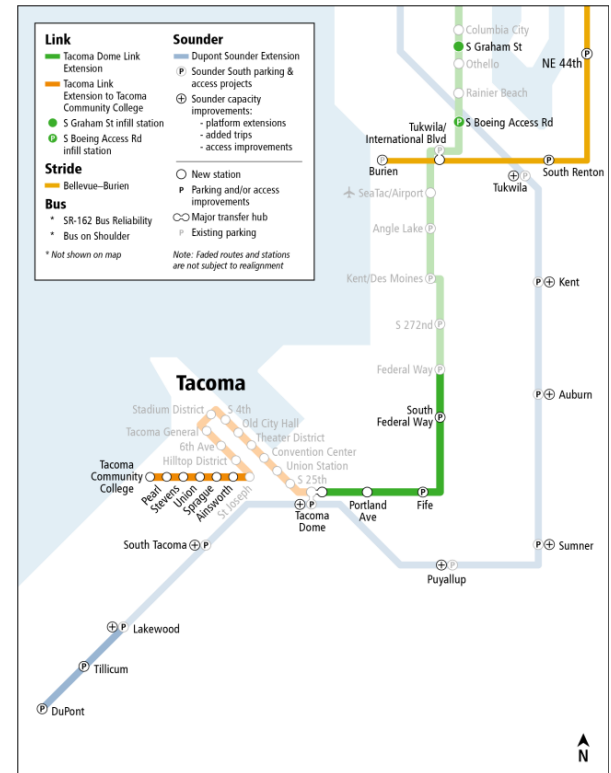 Link
Tacoma Dome Link
Extension
Tacoma Link
Extension to Tacoma
Community College
S Graham St infill station
P S Boeing Access Rd
infill station
Stride
Bellevue–Burien
Bus
* SR-162 Bus Reliability
* Bus on Shoulder
* Not shown on map
Sounder
Dupont Sounder Extension
P Sounder South parking &
access projects
Sounder capacity
improvements:
- platform extensions
- added trips
- access improvements
New station
P Parking and/or access
improvements
Major transfer hub
P Existing parking
Note: Faded routes and stations
are not subject to realignment
Columbia City
S Graham St
Othello
NE 44th
P
Rainier Beach
P S Boeing Access Rd
Tukwila/
International Blvd
P
P
Burien
P
Tukwila
P
South Renton
SeaTac/Airport
Angle Lake P
Kent/Des Moines P
P Kent
S 272nd P
Federal Way P
Tacoma
South
Federal Way
P
P Auburn
Stadium District
S 4th
Old City Hall
Tacoma General
Theater District
6th Ave
Convention Center
Hilltop District
Union Station
S 25th
Tacoma
Community
College
Pearl
Stevens
Union
Sprague
Ainsworth
St Joseph
P
Tacoma
Dome
Portland
Ave
P
Fife
South Tacoma P
P Sumner
P
Puyallup
P Lakewood
P Tillicum
P DuPont
N